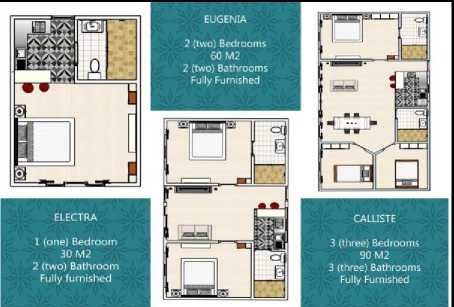 EUGENIA
2 (two) Bedrooms
60 M2
2 (two) Bathrooms
Fully Furnished
ELECTRA
1 (one) Bedroom
30 M2
2 (two) Bathroom
Fully furnished
CALLISTE
3 (three) Bedrooms
90 M2
3 (three) Bathrooms
Fully Furnished